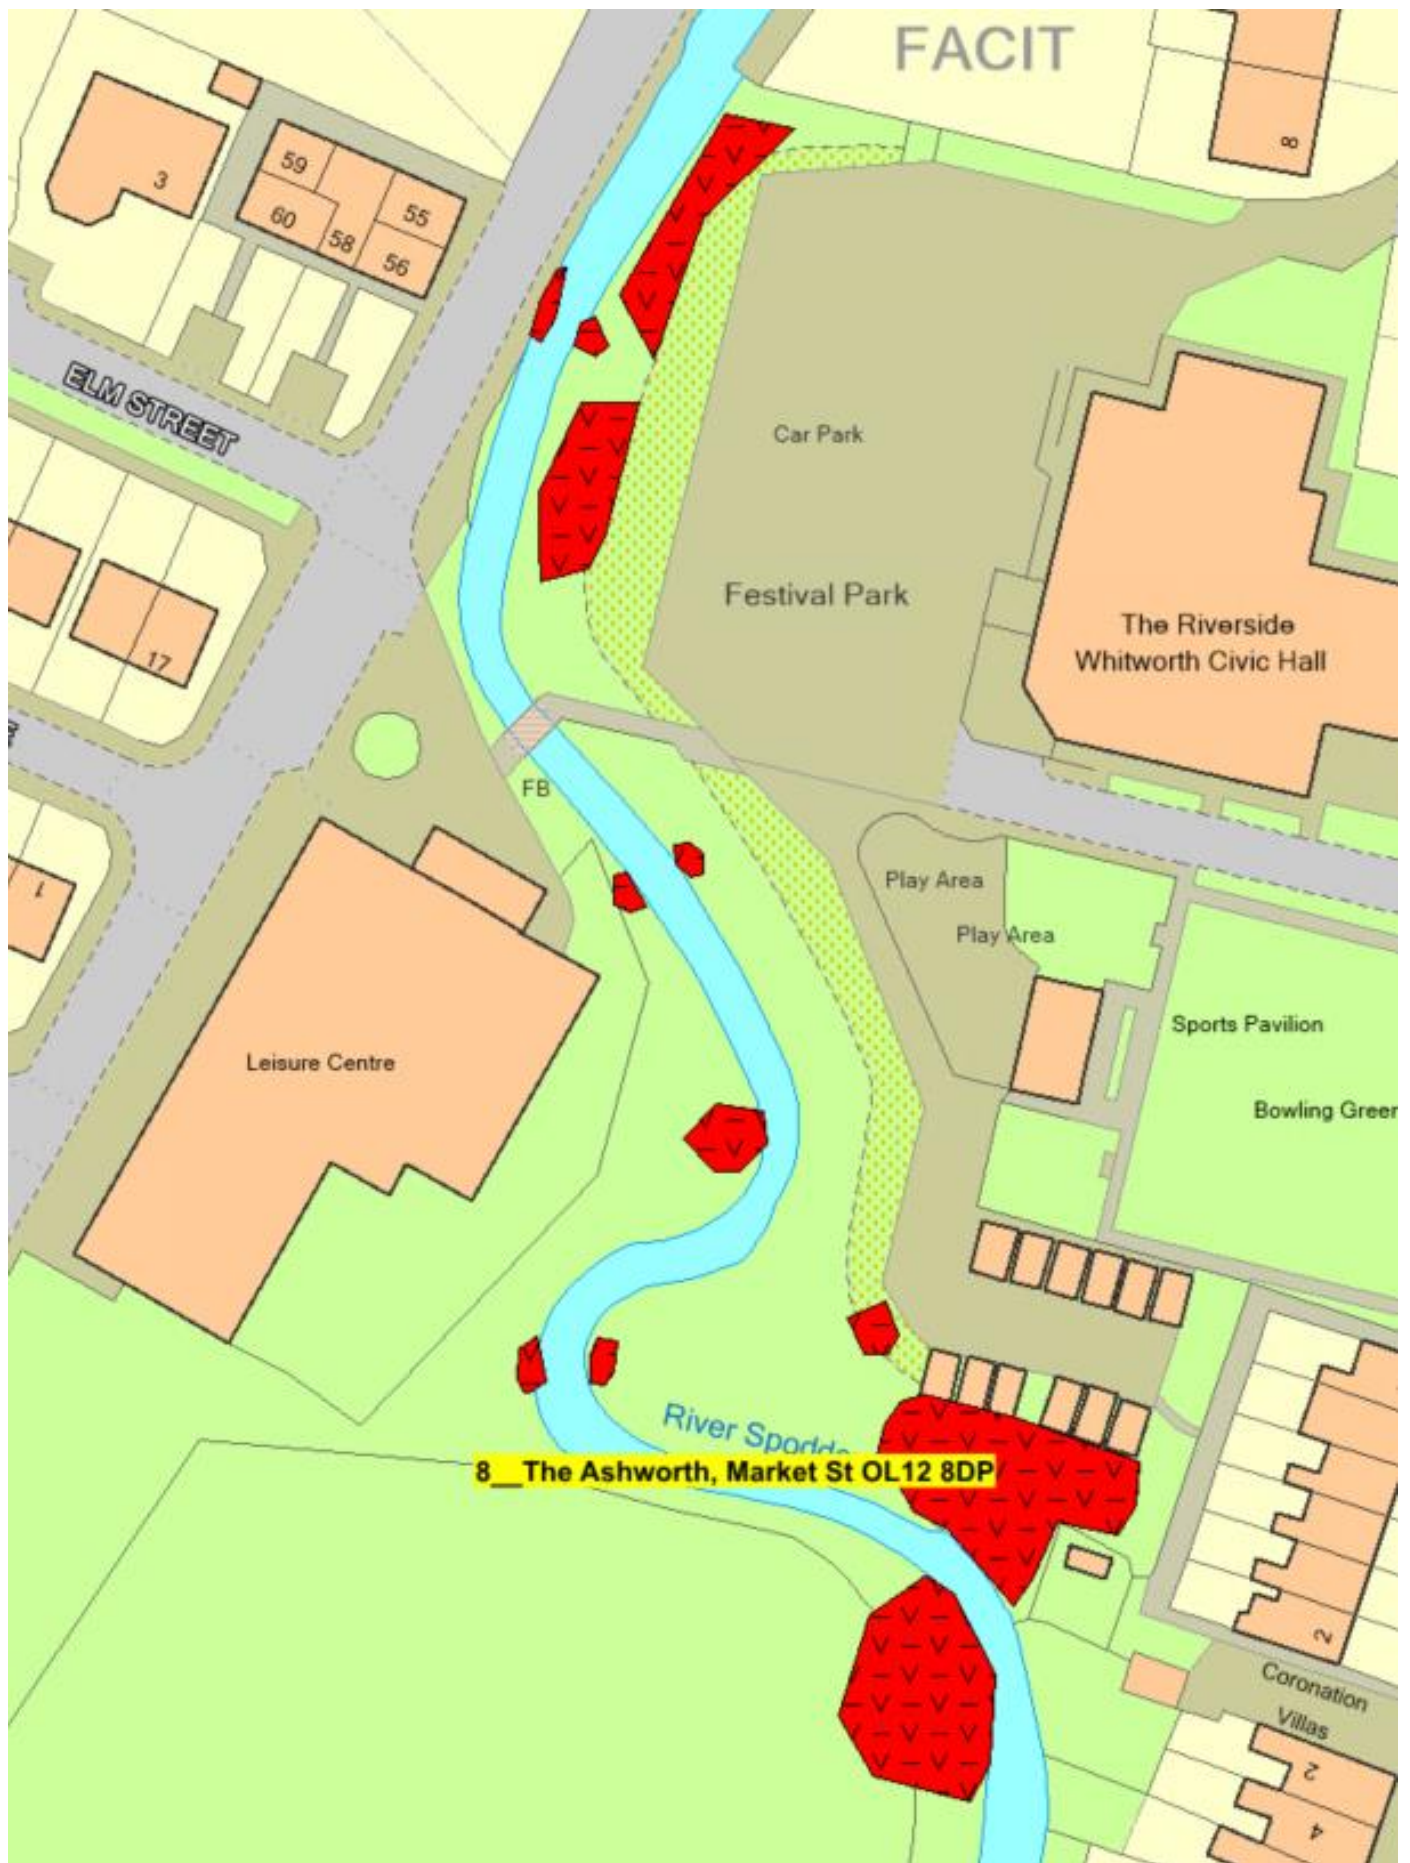 FACIT
8
3
59
55
60
58
56
ELM STREET
Car Park
Festival Park
The Riverside
Whitworth Civic Hall
17
FB
1
Play Area
Play Area
Sports Pavilion
Leisure Centre
Bowling Green
River Spodd
8__The Ashworth, Market St OL12 8DP
2
Coronation
Villas
2
4